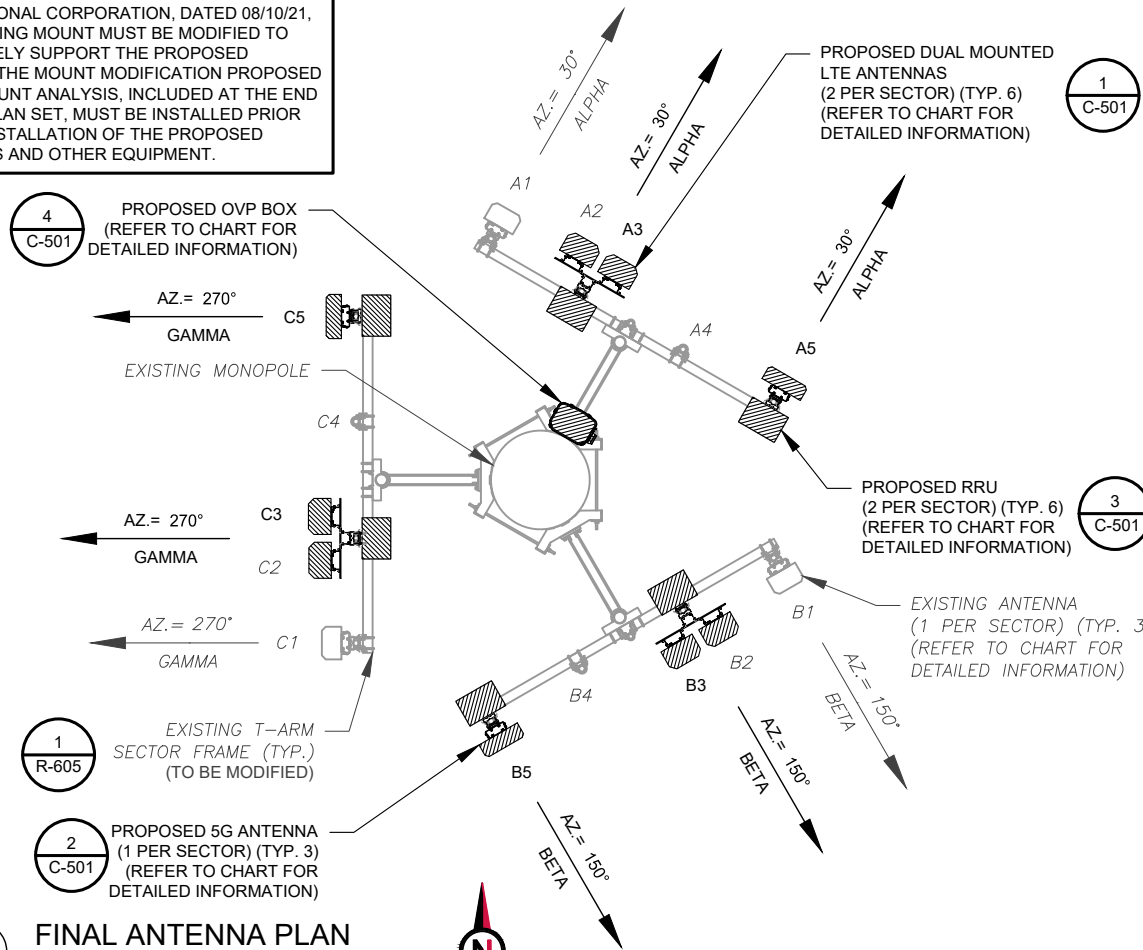 ONAL CORPORATION, DATED 08/10/21,
ING MOUNT MUST BE MODIFIED TO
ELY SUPPORT THE PROPOSED
THE MOUNT MODIFICATION PROPOSED
UNT ANALYSIS, INCLUDED AT THE END
LAN SET, MUST BE INSTALLED PRIOR
STALLATION OF THE PROPOSED
S AND OTHER EQUIPMENT.
AZ.= 30°
ALPHA
AZ.= 30°
ALPHA
PROPOSED DUAL MOUNTED
LTE ANTENNAS
(2 PER SECTOR) (TYP. 6)
(REFER TO CHART FOR
DETAILED INFORMATION)
1
C-501
4
C-501
PROPOSED OVP BOX
(REFER TO CHART FOR
DETAILED INFORMATION)
A1
A2
A3
AZ.= 30°
ALPHA
A4
A5
AZ.= 270°
GAMMA
C5
EXISTING MONOPOLE
C4
AZ.= 270°
GAMMA
C3
C2
AZ.= 270°
GAMMA
C1
PROPOSED RRU
(2 PER SECTOR) (TYP. 6)
(REFER TO CHART FOR
DETAILED INFORMATION)
3
C-501
EXISTING ANTENNA
(1 PER SECTOR) (TYP. 3
(REFER TO CHART FOR
DETAILED INFORMATION)
B1
B2
B3
B4
B5
AZ.= 150°
BETA
AZ.= 150°
BETA
AZ.= 150°
BETA
1
R-605
EXISTING T-ARM
SECTOR FRAME (TYP.)
(TO BE MODIFIED)
2
C-501
PROPOSED 5G ANTENNA
(1 PER SECTOR) (TYP. 3)
(REFER TO CHART FOR
DETAILED INFORMATION)
FINAL ANTENNA PLAN
N